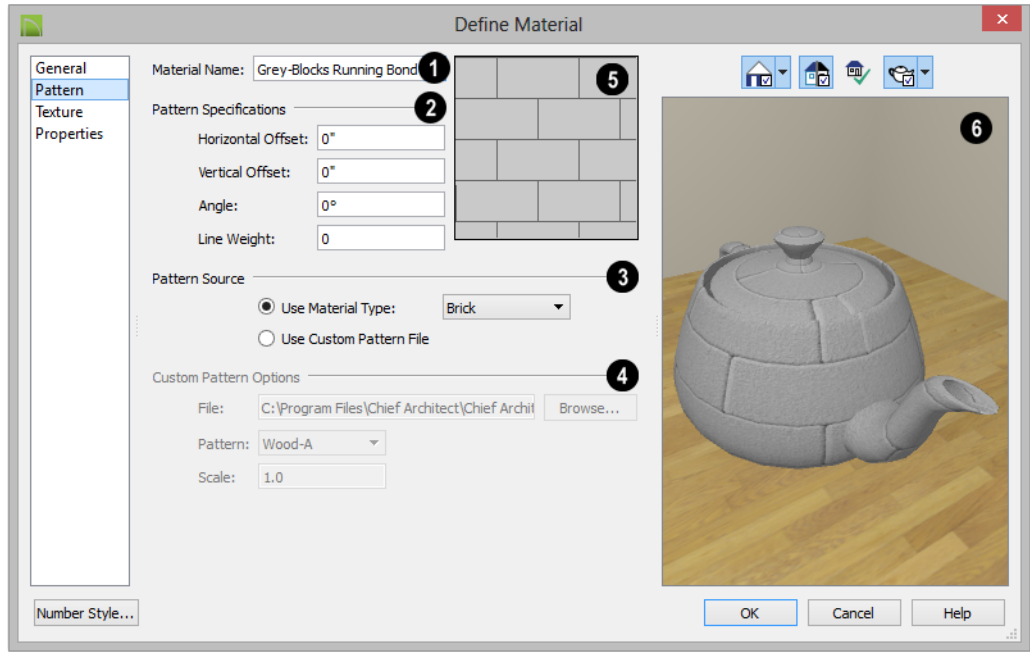 Define Material
General
Pattern
Texture
Properties
Material Name: Grey-Blocks Running Bond 1
Pattern Specifications 2
Horizontal Offset: 0"
Vertical Offset: 0"
Angle: 0°
Line Weight: 0
5
Pattern Source 3
Use Material Type: Brick
Use Custom Pattern File
Custom Pattern Options 4
File: C:\Program Files\Chief Architect\Chief Archit Browse...
Pattern: Wood-A
Scale: 1.0
6
Number Style...
OK Cancel Help